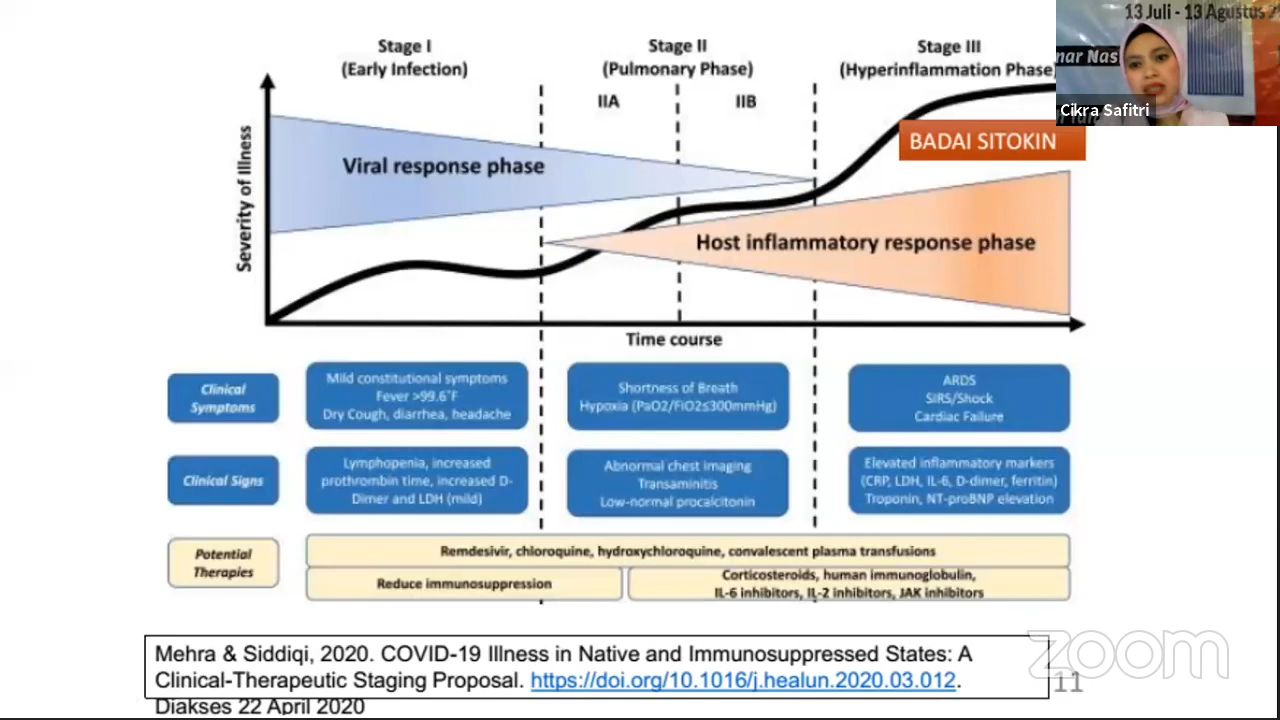 13 Juli - 13 Agustus
Cikra Safitri
Stage I
(Early Infection)
Stage II
(Pulmonary Phase)
Stage III
(Hyperinflammation Phase)
IIA
IIB
BADAI SITOKIN
Severity of Illness
Viral response phase
Host inflammatory response phase
Time course
Clinical
Symptoms
Mild constitutional symptoms
Fever >99.6°F
Dry Cough, diarrhea, headache
Shortness of Breath
Hypoxia (PaO2/FiO2≤300mmHg)
ARDS
SIRS/Shock
Cardiac Failure
Clinical Signs
Lymphopenia, increased
prothrombin time, increased D-
Dimer and LDH (mild)
Abnormal chest imaging
Transaminitis
Low-normal procalcitonin
Elevated inflammatory markers
(CRP, LDH, IL-6, D-dimer, ferritin)
Troponin, NT-proBNP elevation
Potential
Therapies
Remdesivir, chloroquine, hydroxychloroquine, convalescent plasma transfusions
Reduce immunosuppression
Corticosteroids, human immunoglobulin,
IL-6 inhibitors, IL-2 inhibitors, JAK inhibitors
Mehra & Siddiqi, 2020. COVID-19 Illness in Native and Immunosuppressed States: A
Clinical-Therapeutic Staging Proposal. https://doi.org/10.1016/j.healun.2020.03.012.
Diakses 22 April 2020
zoom
11